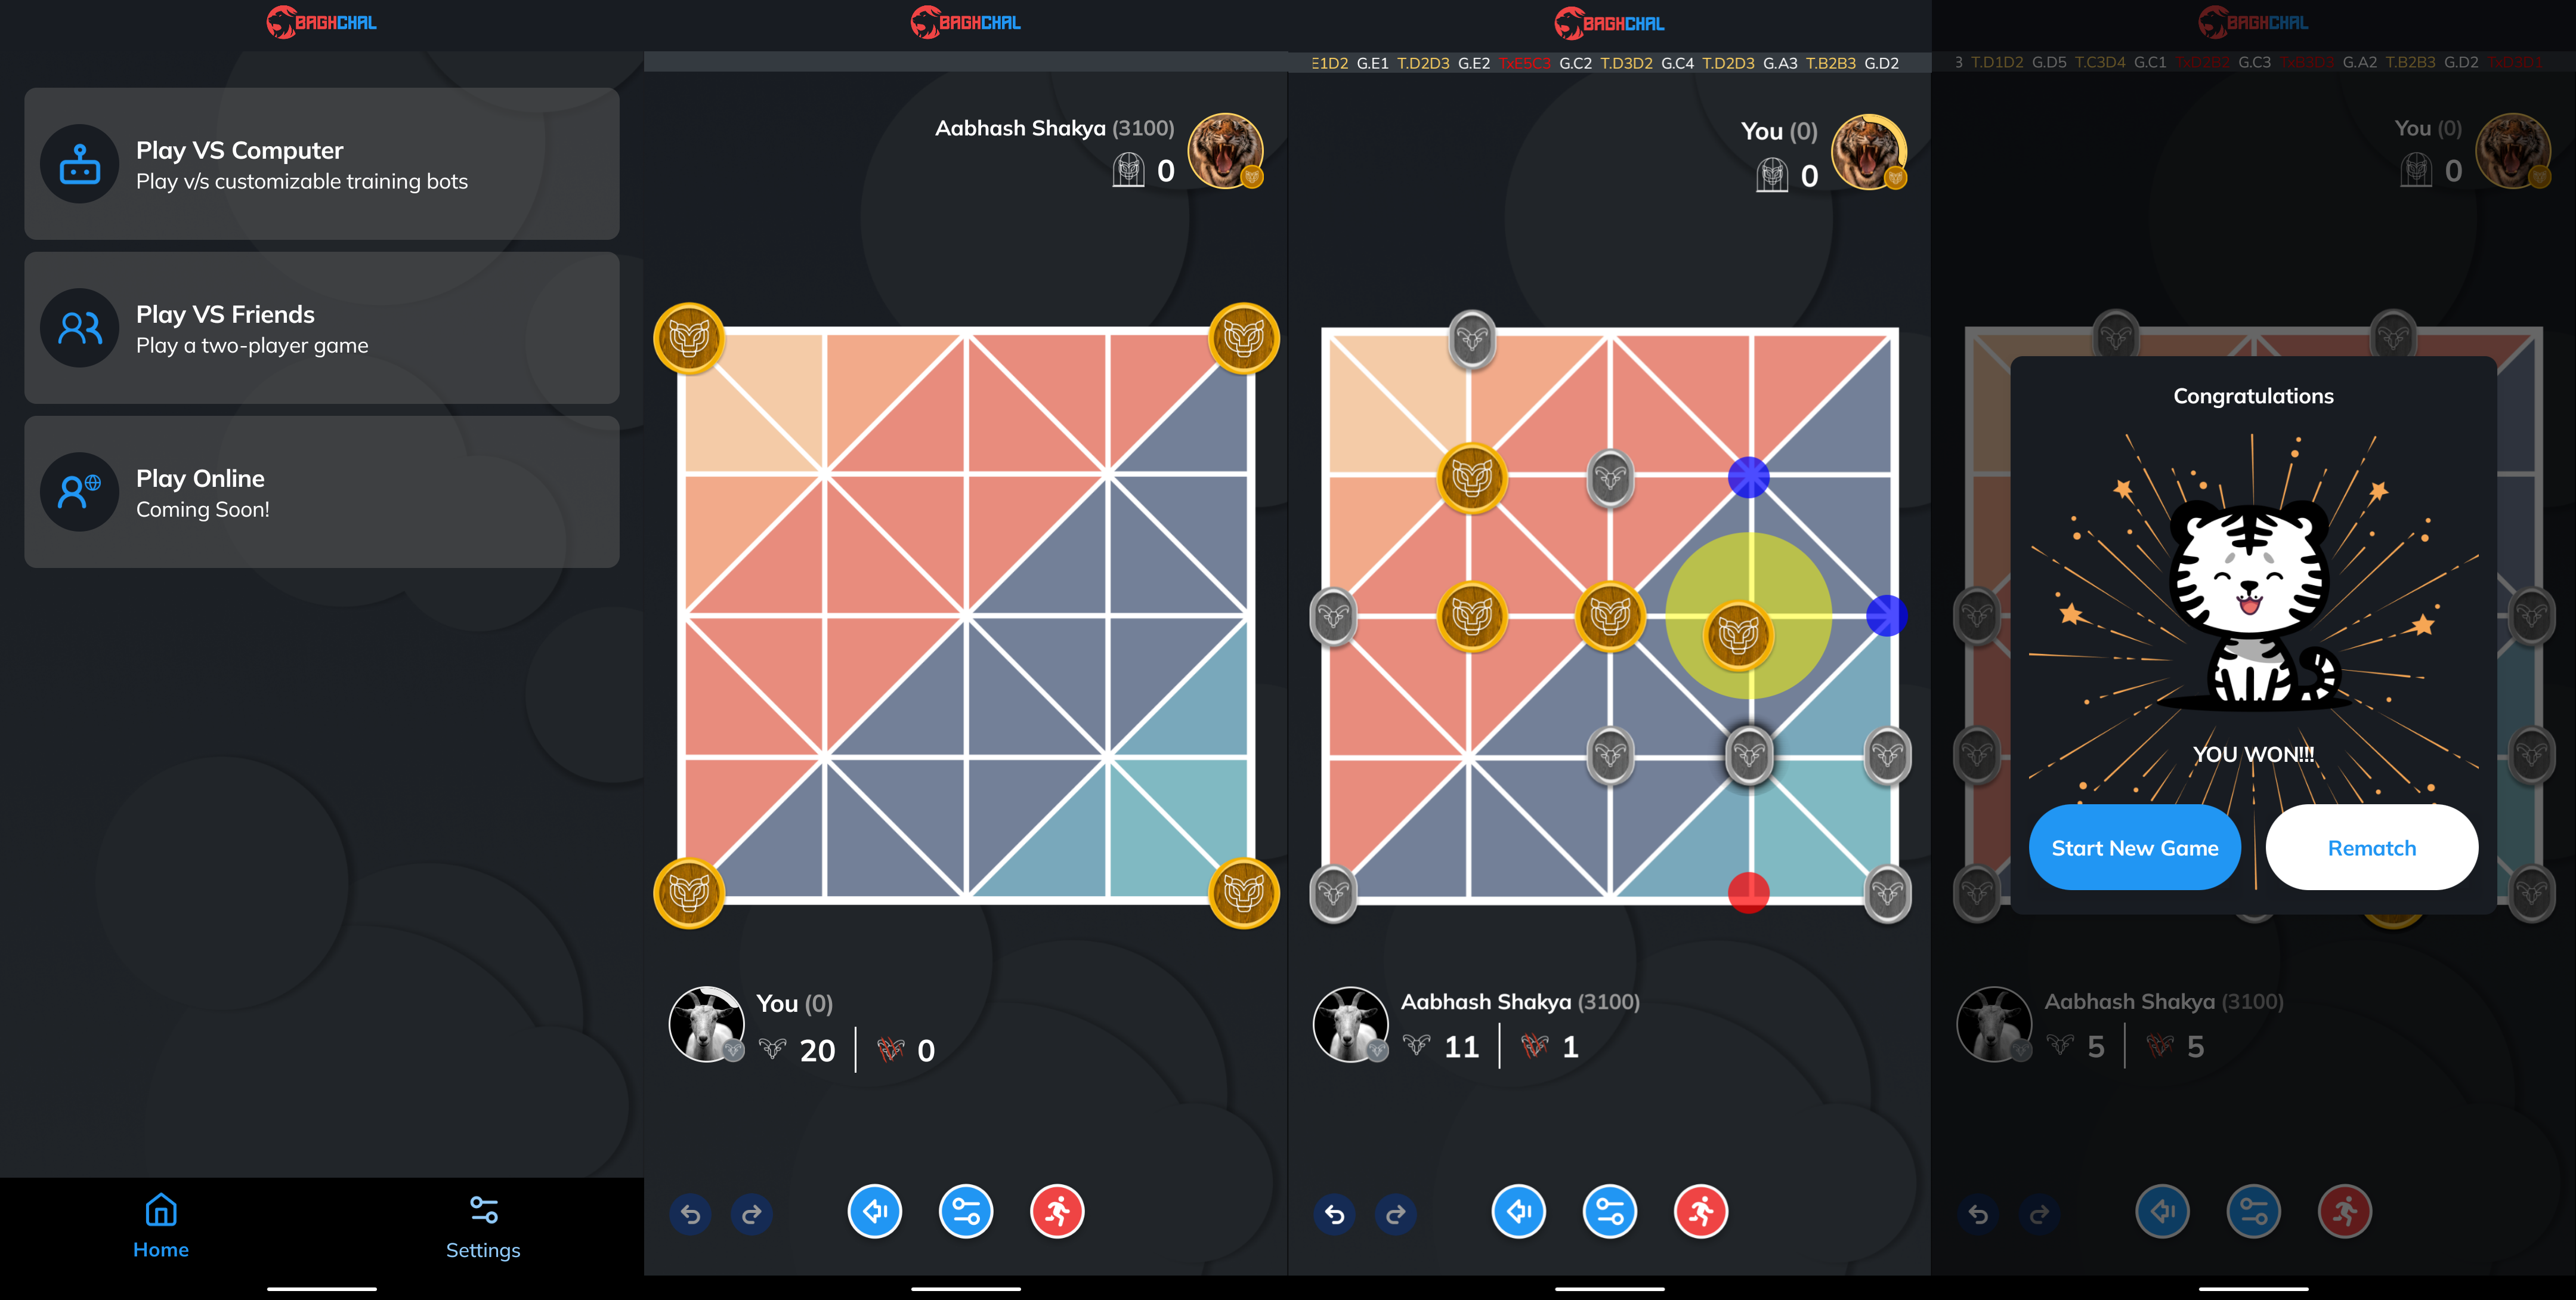 BAGHCHAL
Play VS Computer
Play v/s customizable training bots
Play VS Friends
Play a two-player game
Play Online
Coming Soon!
Home
Settings
BAGHCHAL
Aabhash Shakya (3100)
0
You (0)
20
0
BAGHCHAL
E1D2 G.E1 T.D2D3 G.E2 TxE5C3 G.C2 T.D3D2 G.C4 T.D2D3 G.A3 T.B2B3 G.D2
You (0)
0
Aabhash Shakya (3100)
11
1
BAGHCHAL
3 T.D1D2 G.D5 T.C3D4 G.C1 G.C3 G.A2 T.B2B3 G.D2
You (0)
0
Congratulations
YOU WON!!!
Start New Game
Rematch
Aabhash Shakya (3100)
5
5